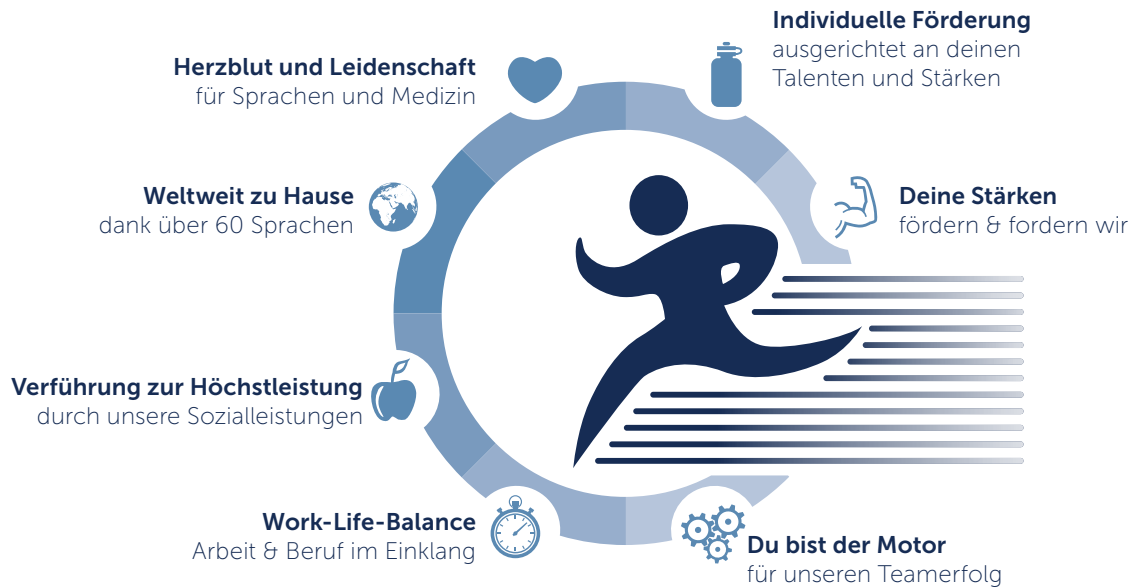 Individuelle Förderung
ausgerichtet an deinen
Talenten und Stärken
Herzblut und Leidenschaft
für Sprachen und Medizin
Weltweit zu Hause
dank über 60 Sprachen
Deine Stärken
fördern & fordern wir
Verführung zur Höchstleistung
durch unsere Sozialleistungen
Work-Life-Balance
Arbeit & Beruf im Einklang
Du bist der Motor
für unseren Teamerfolg